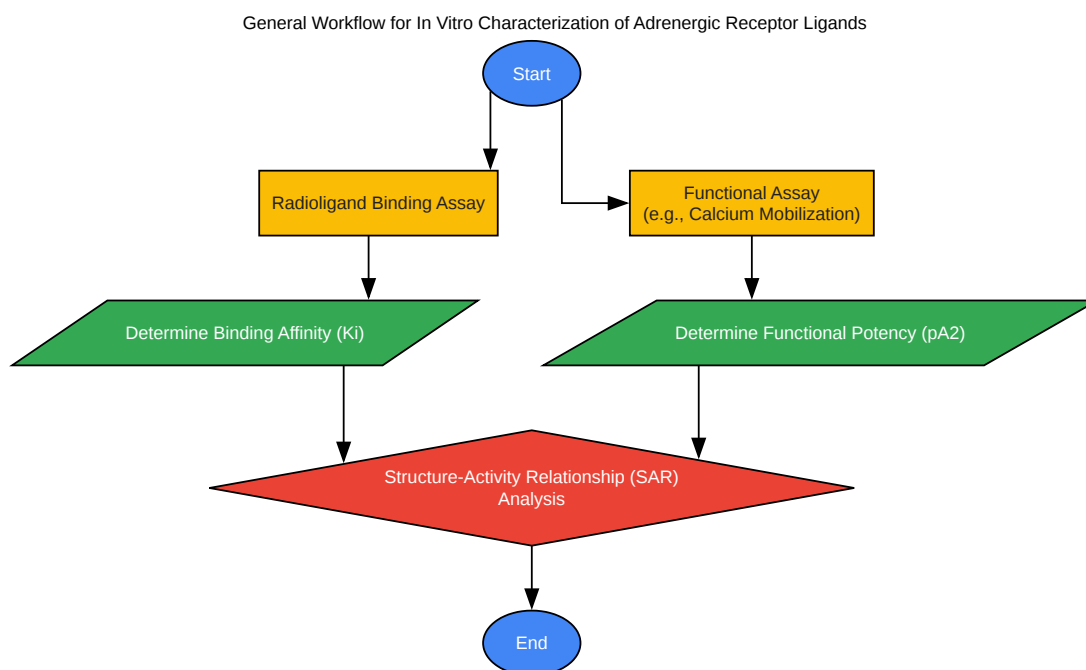 General Workflow for In Vitro Characterization of Adrenergic Receptor Ligands
Start
Radioligand Binding Assay
Functional Assay
(e.g., Calcium Mobilization)
Determine Binding Affinity (Ki)
Determine Functional Potency (pA2)
Structure-Activity Relationship (SAR)
Analysis
End